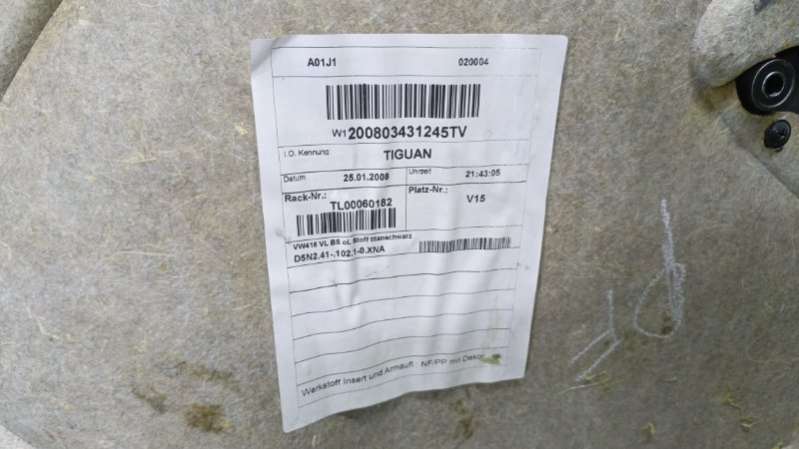 A01J1 020004
W1200803431245TV
I.O. Kennung TIGUAN
Datum 25.01.2008 Uhrzeit 21:43:05
Rack-Nr.: TL00060182 Platz-Nr.: V15
VW416 VL BS oL Stoff titanschwarz
D5N2.41-.102.1-0.XNA
Werkstoff Insert und Armaufl NF/PP mit Dekor